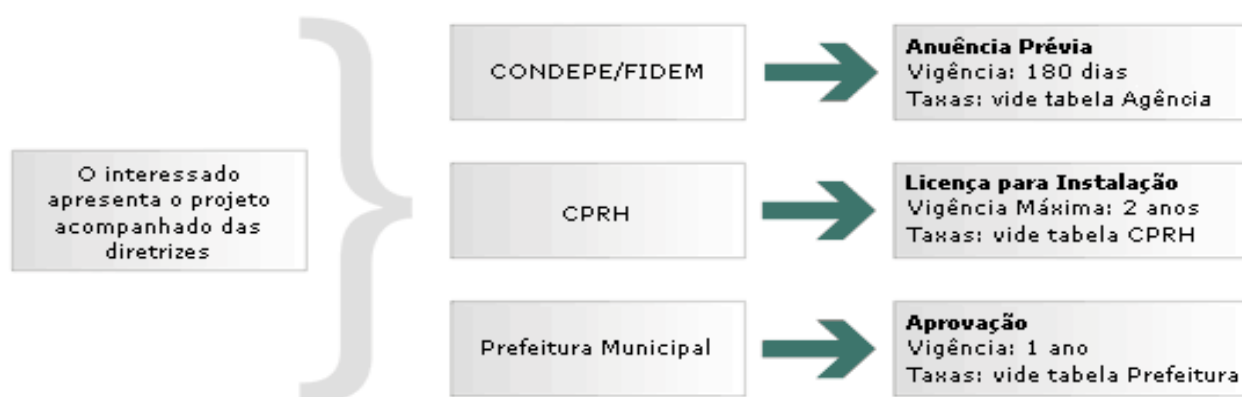 O interessado
apresenta o projeto
acompanhado das
diretrizes
CONDEPE/FIDEM
Anuência Prévia
Vigência: 180 dias
Taxas: vide tabela Agência
CPRH
Licença para Instalação
Vigência Máxima: 2 anos
Taxas: vide tabela CPRH
Prefeitura Municipal
Aprovação
Vigência: 1 ano
Taxas: vide tabela Prefeitura